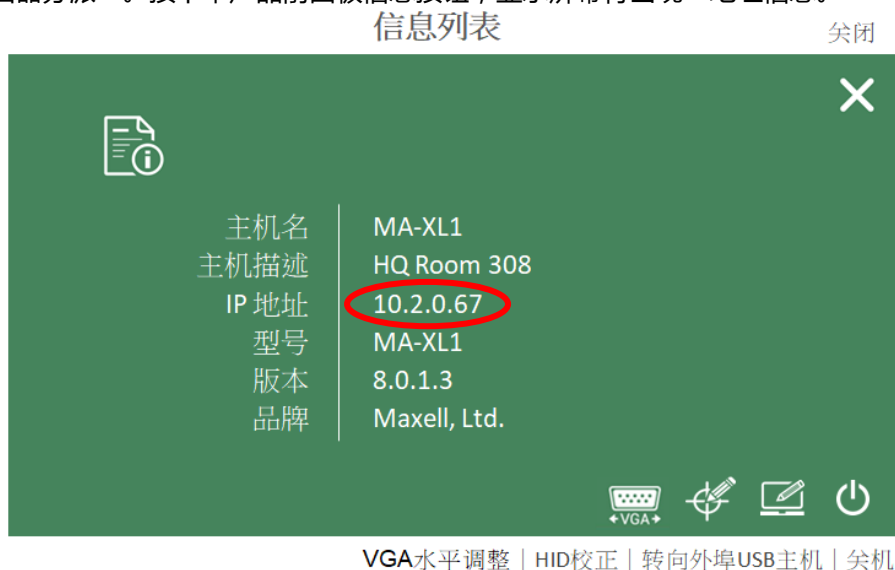 信息列表
关闭
主机名 MA-XL1
主机描述 HQ Room 308
IP 地址 10.2.0.67
型号 MA-XL1
版本 8.0.1.3
品牌 Maxell, Ltd.
VGA
VGA水平调整｜HID校正｜转向外埠USB主机｜关机